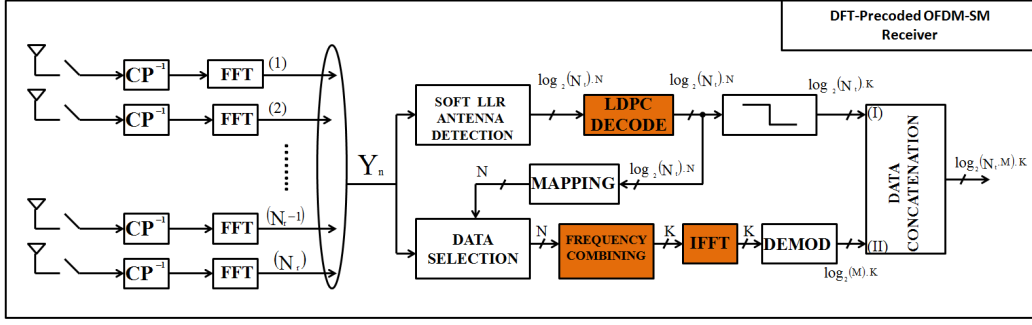 DFT-Precoded OFDM-SM
Receiver
CP⁻¹
FFT
(1)
CP⁻¹
FFT
(2)
CP⁻¹
FFT
(Nᵣ-1)
CP⁻¹
FFT
(Nᵣ)
Yₙ
SOFT LLR
ANTENNA
DETECTION
log₂(Nₜ).N
LDPC
DECODE
log₂(Nₜ).N
log₂(Nₜ).K
(I)
N
MAPPING
log₂(Nₜ).N
DATA
SELECTION
N
FREQUENCY
COMBINING
K
IFFT
K
DEMOD
log₂(M).K
(II)
DATA
CONCATENATION
log₂(Nₜ.M).K